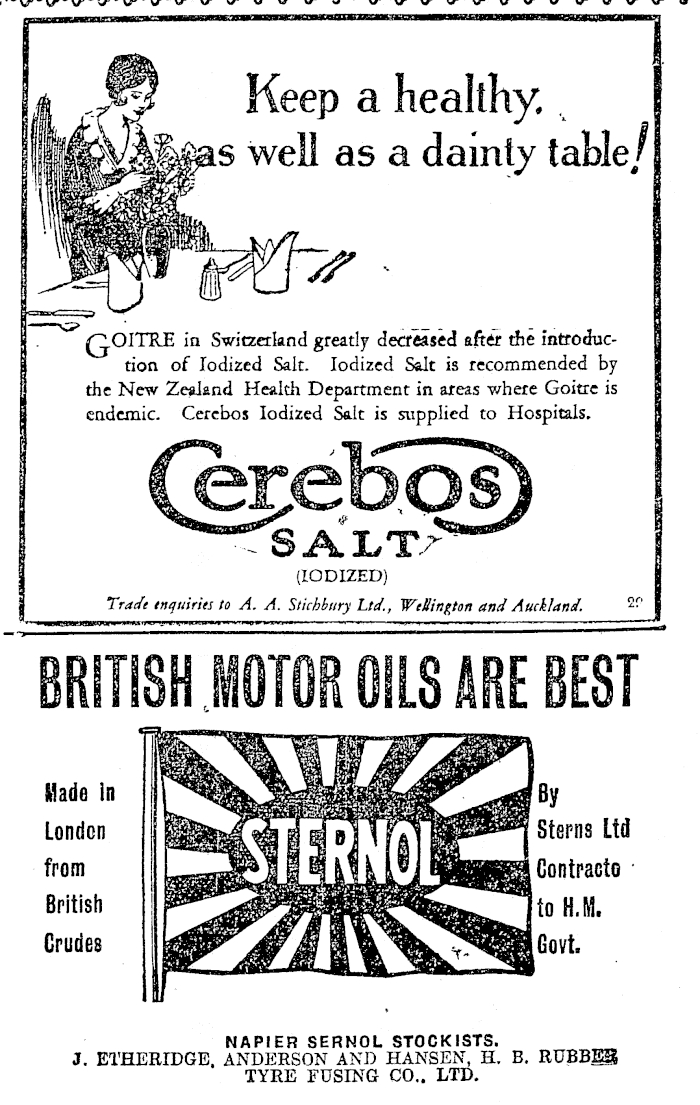 Keep a healthy,
as well as a dainty table!
GOITRE in Switzerland greatly decreased after the introduc-
tion of Iodized Salt. Iodized Salt is recommended by
the New Zealand Health Department in areas where Goitre is
endemic. Cerebos Iodized Salt is supplied to Hospitals.
Cerebos
SALT
(IODIZED)
Trade enquiries to A. A. Stichbury Ltd., Wellington and Auckland. 29
BRITISH MOTOR OILS ARE BEST
Made in
London
from
British
Crudes
STERNOL
By
Sterns Ltd
Contracto
to H.M.
Govt.
NAPIER SERNOL STOCKISTS.
J. ETHERIDGE, ANDERSON AND HANSEN, H. B. RUBBER
TYRE FUSING CO., LTD.